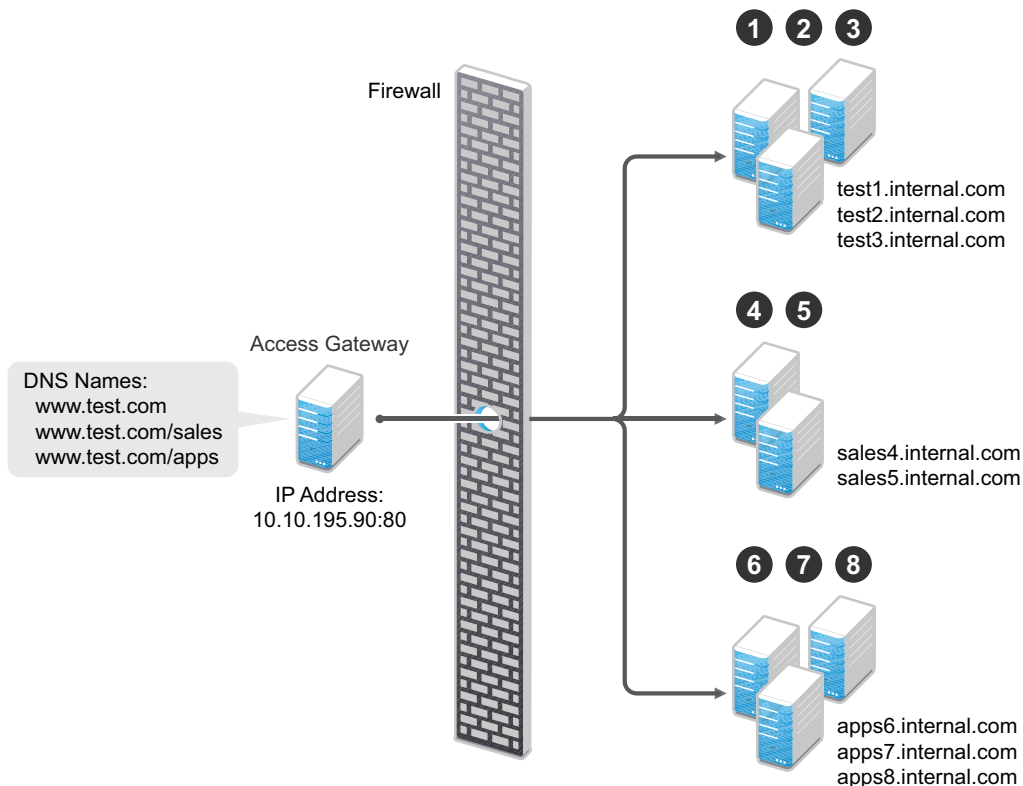 1 2 3
Firewall
test1.internal.com
test2.internal.com
test3.internal.com
4 5
Access Gateway
DNS Names:
www.test.com
www.test.com/sales
www.test.com/apps
sales4.internal.com
sales5.internal.com
IP Address:
10.10.195.90:80
6 7 8
apps6.internal.com
apps7.internal.com
apps8.internal.com